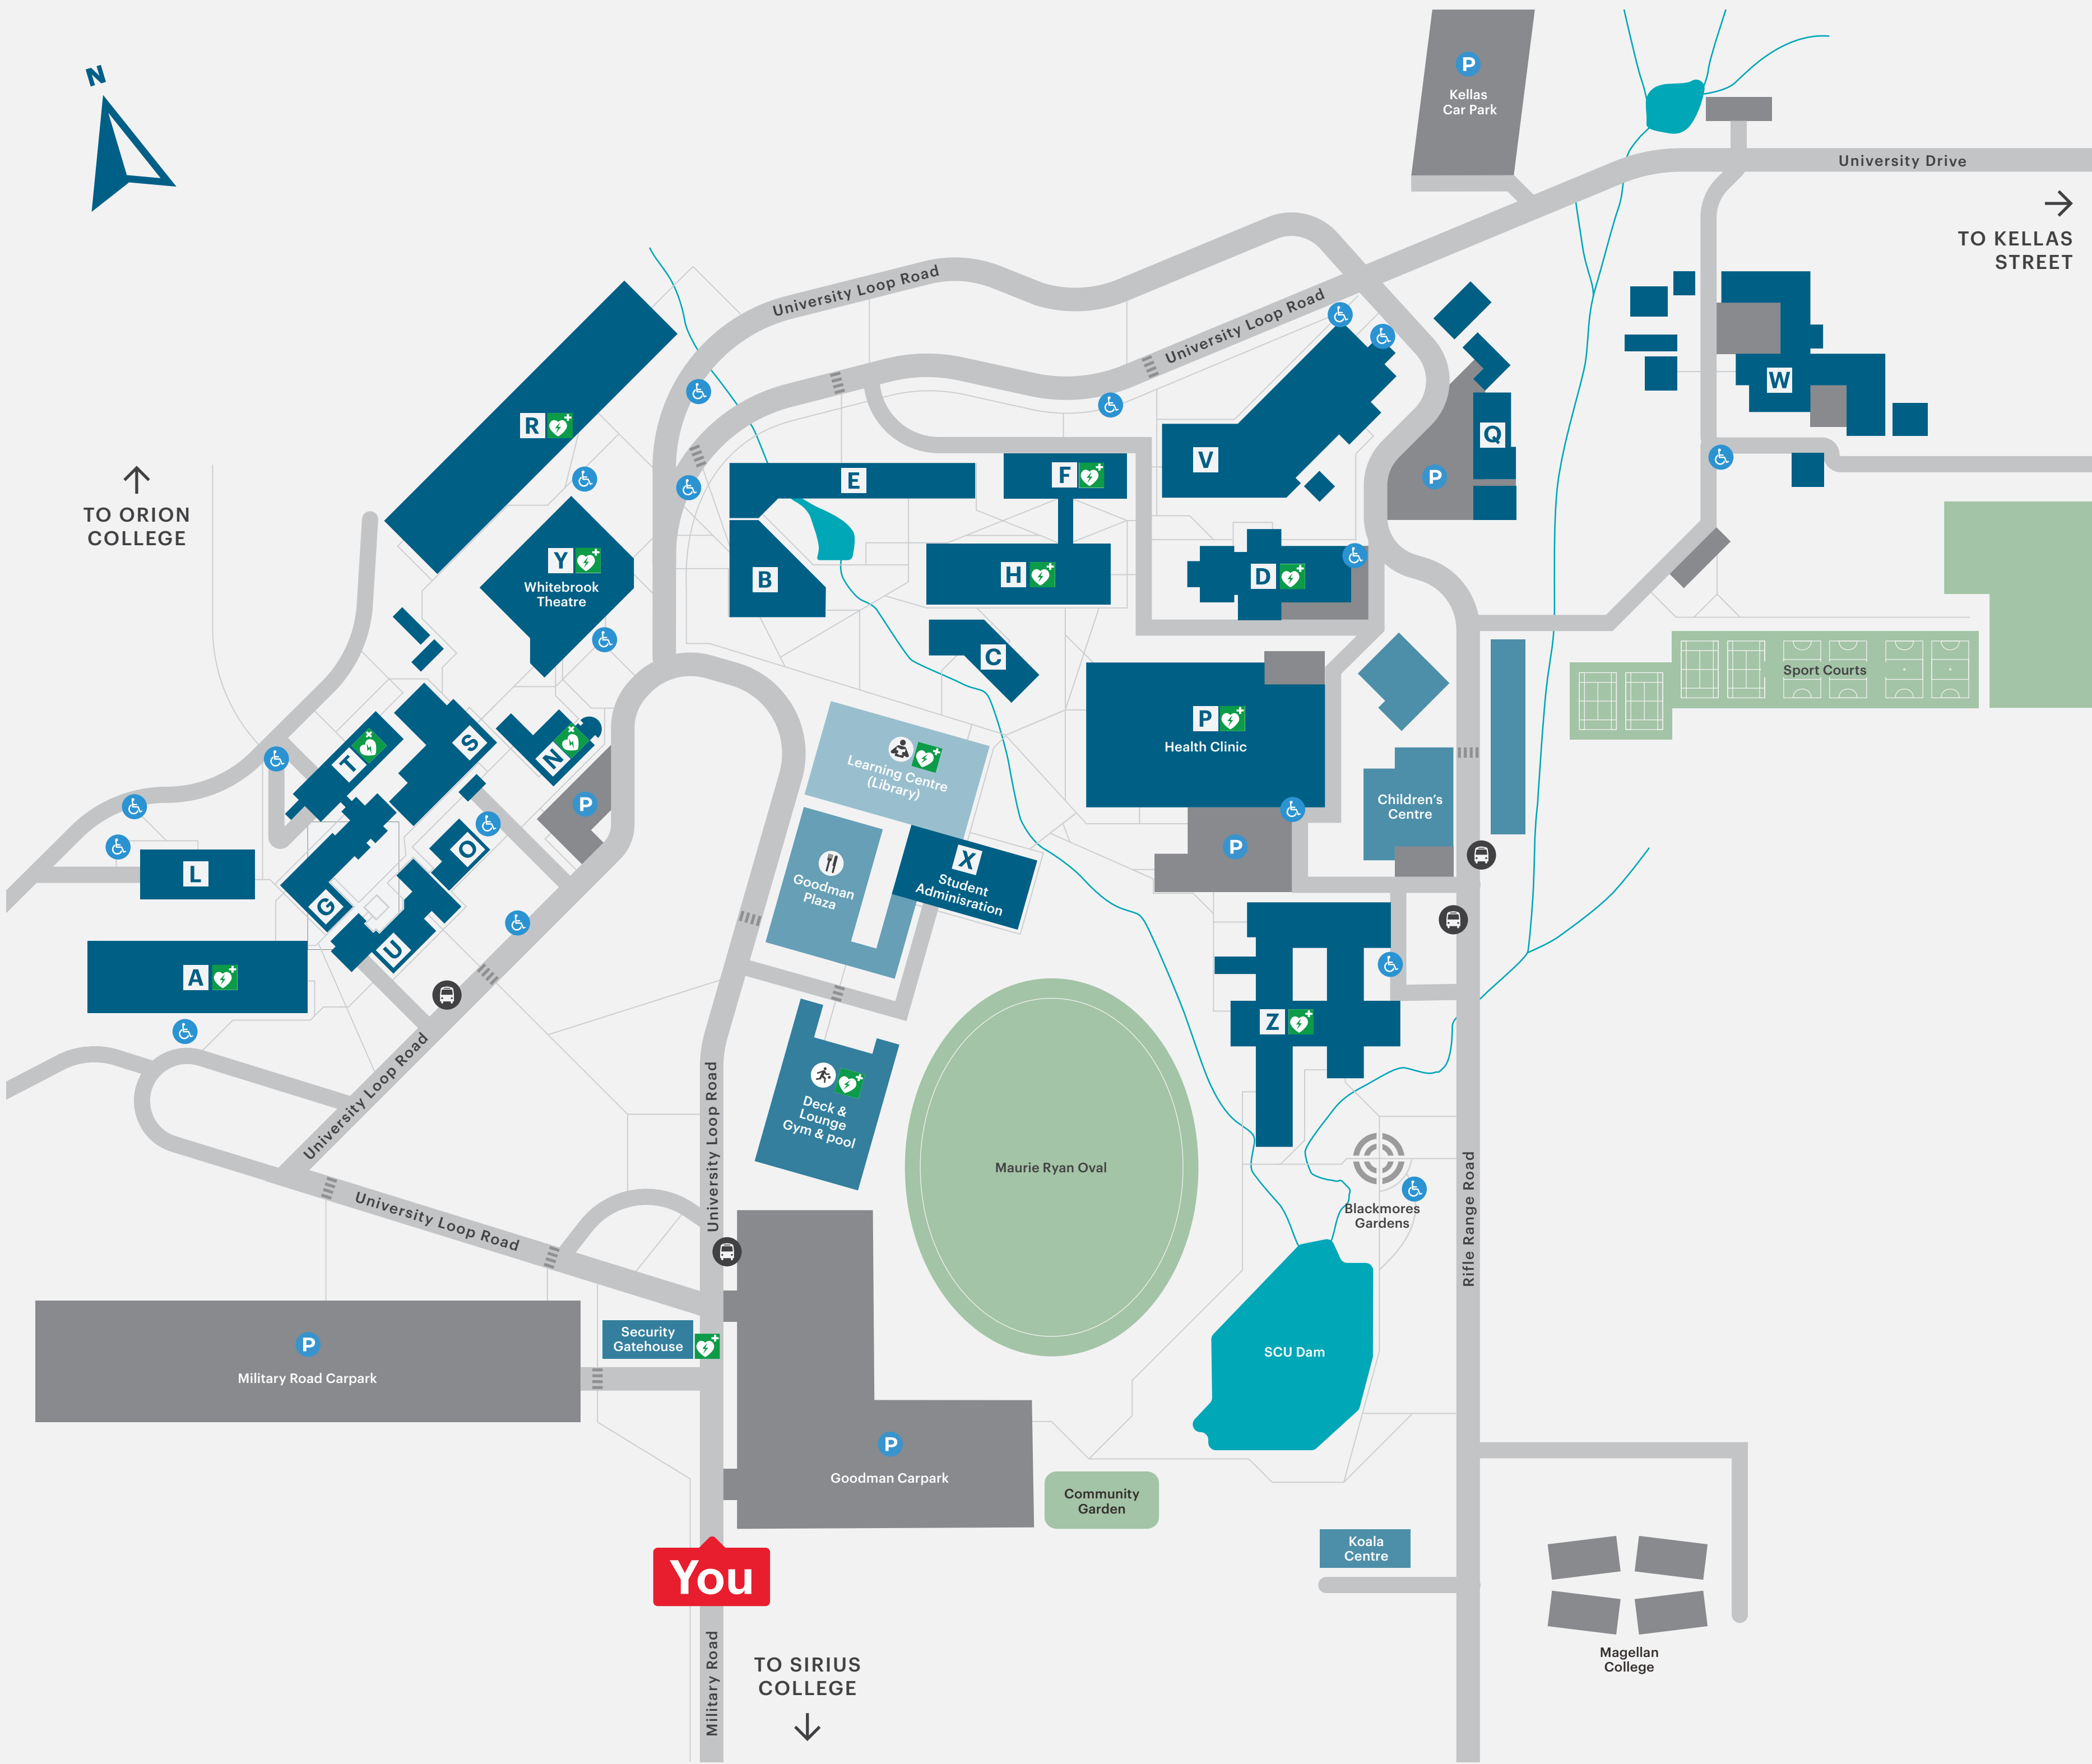 N
P
Kellas
Car Park
University Drive
TO KELLAS
STREET
University Loop Road
University Loop Road
W
R
V
Q
E
F
P
TO ORION
COLLEGE
Y
Whitebrook
Theatre
B
H
D
C
Sport Courts
P
Health Clinic
T
S
N
Learning Centre
(Library)
P
Children's
Centre
P
O
X
Student
Adminisration
Goodman
Plaza
L
G
U
A
Z
University Loop Road
University Loop Road
Deck &
Lounge
Gym & pool
Maurie Ryan Oval
Rifle Range Road
Blackmores
Gardens
University Loop Road
Security
Gatehouse
P
Military Road Carpark
SCU Dam
P
Goodman Carpark
Community
Garden
Koala
Centre
You
Military Road
TO SIRIUS
COLLEGE
Magellan
College